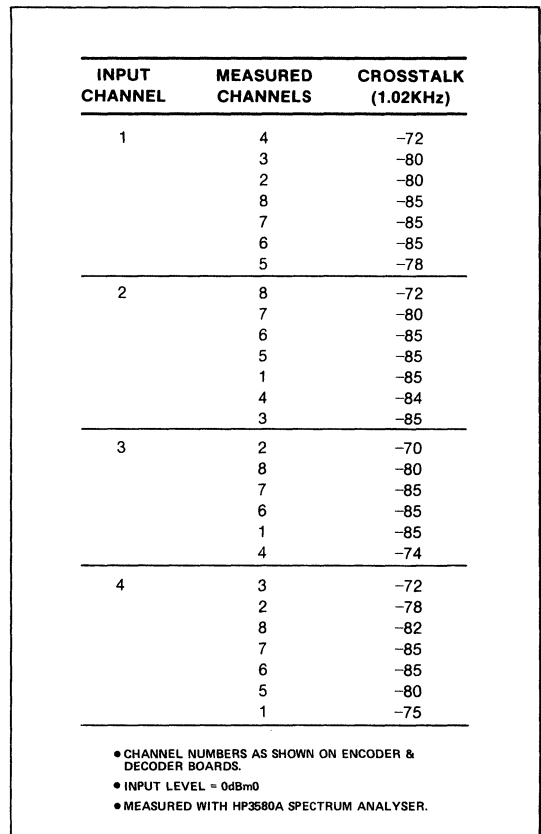 INPUT CHANNEL MEASURED CHANNELS CROSSTALK (1.02KHz)
1 4 −72
3 −80
2 −80
8 −85
7 −85
6 −85
5 −78
2 8 −72
7 −80
6 −85
5 −85
1 −85
4 −84
3 −85
3 2 −70
8 −80
7 −85
6 −85
1 −85
4 −74
4 3 −72
2 −78
8 −82
7 −85
6 −85
5 −80
1 −75
● CHANNEL NUMBERS AS SHOWN ON ENCODER &
DECODER BOARDS.
● INPUT LEVEL = 0dBm0
● MEASURED WITH HP3580A SPECTRUM ANALYSER.